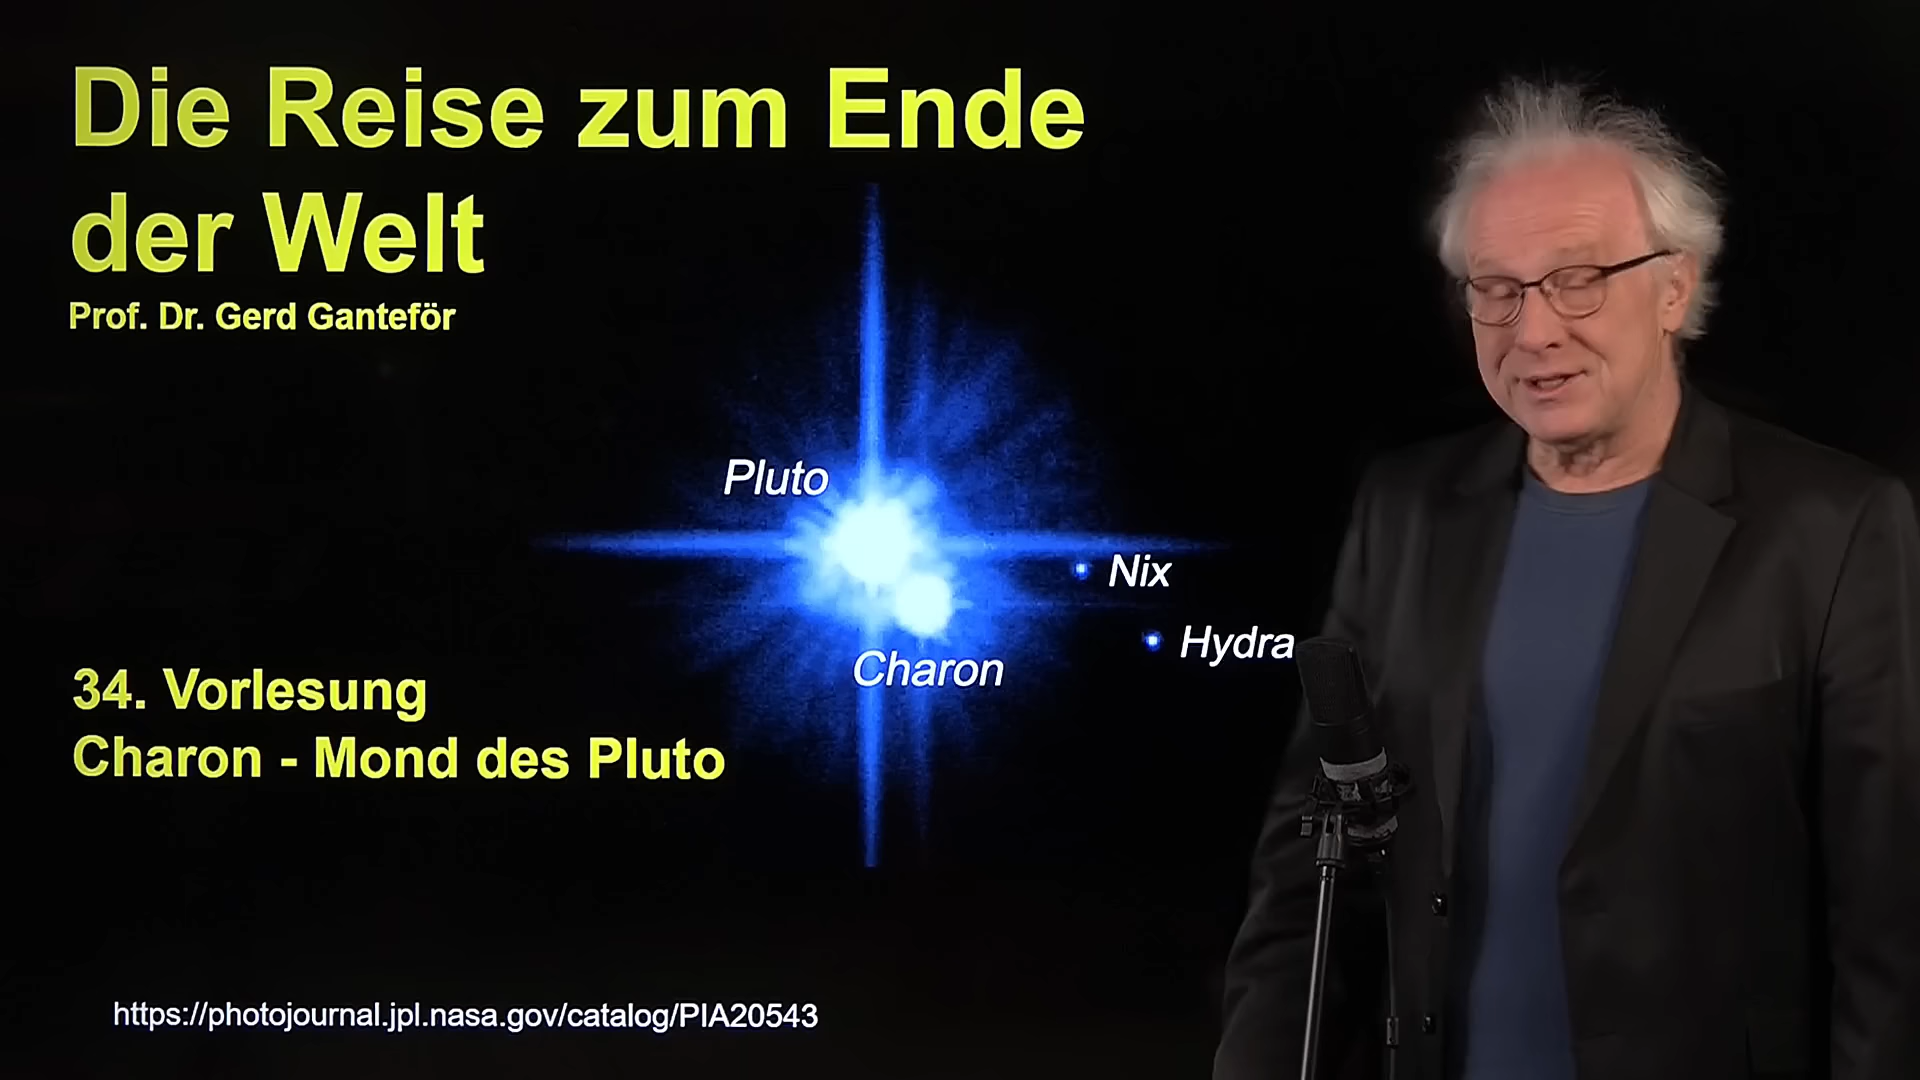 Die Reise zum Ende
der Welt
Prof. Dr. Gerd Ganteför
Pluto
Nix
Hydra
Charon
34. Vorlesung
Charon - Mond des Pluto
https://photojournal.jpl.nasa.gov/catalog/PIA20543